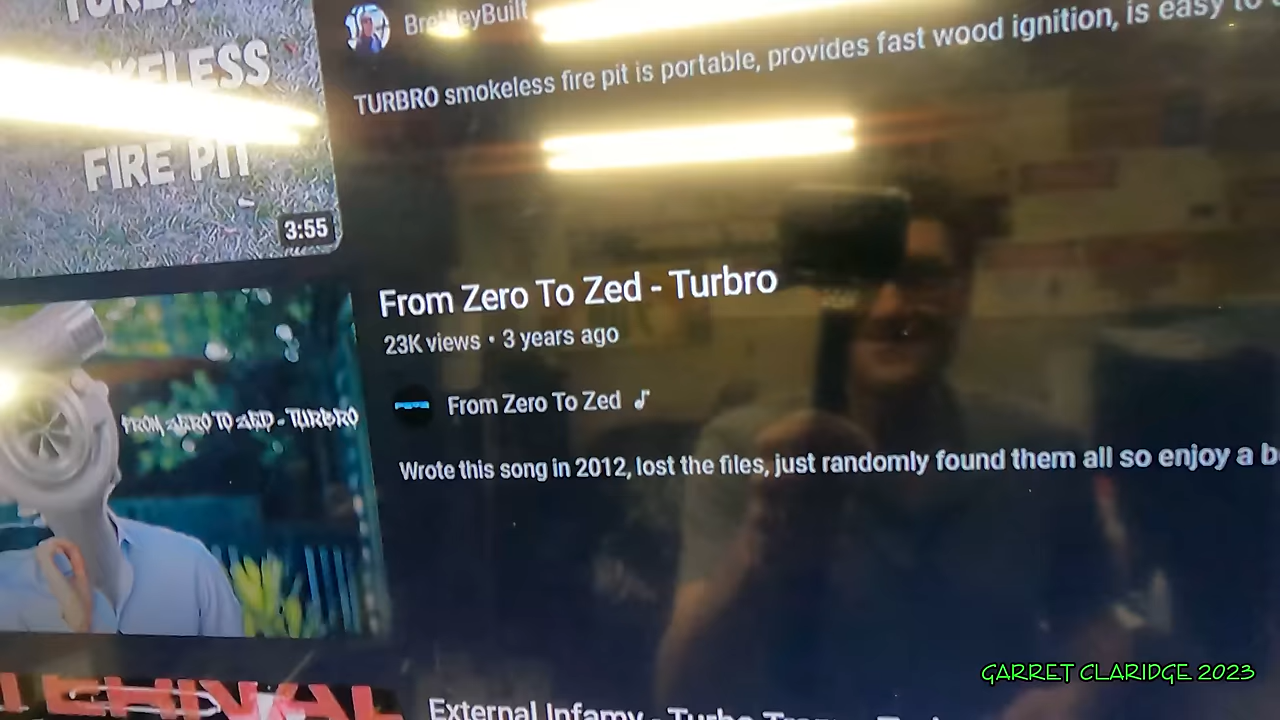 KELESS
FIRE PIT
3:55
BreｔleyBuilt
TURBRO smokeless fire pit is portable, provides fast wood ignition, is easy to
From Zero To Zed - Turbro
23K views • 3 years ago
From Zero To Zed ♪
Wrote this song in 2012, lost the files, just randomly found them all so enjoy a b
FROM ZERO TO ZED - TURBRO
External Infamy
GARRET CLARIDGE 2023